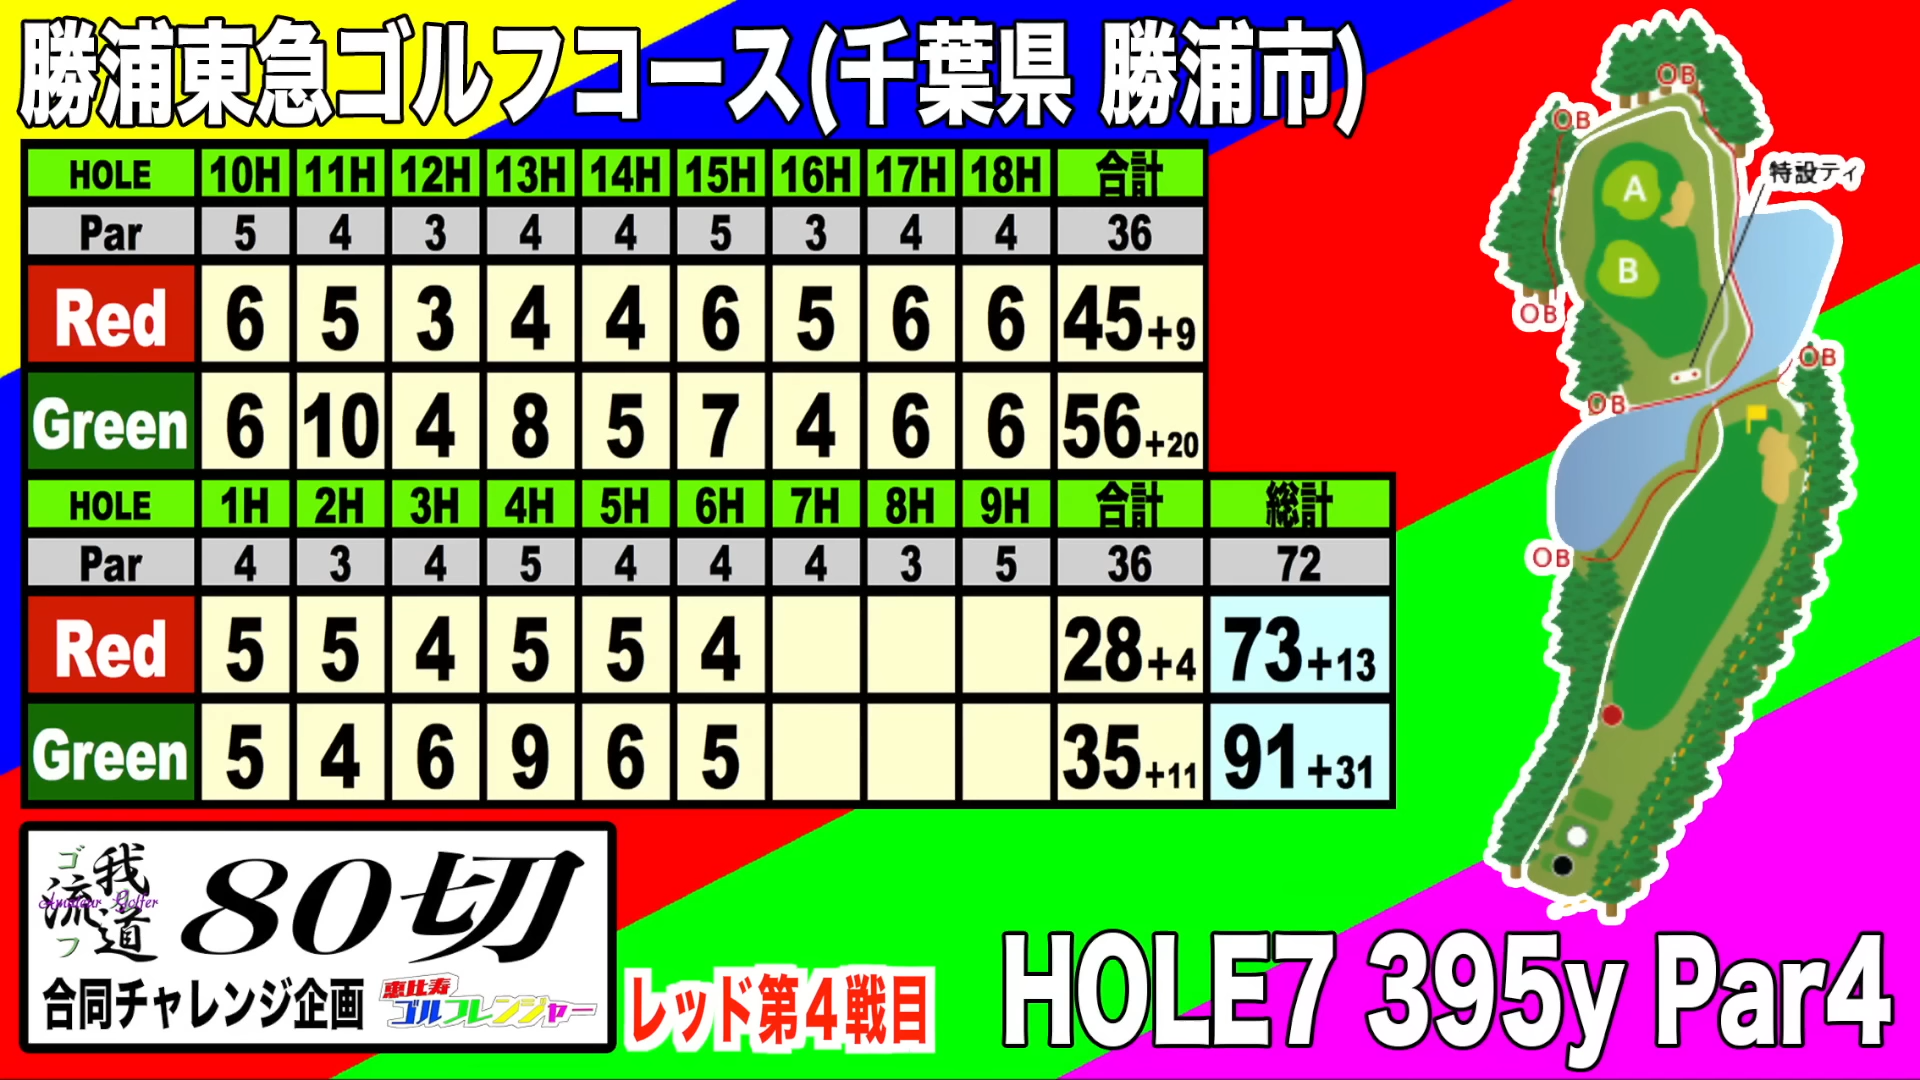 勝浦東急ゴルフコース(千葉県 勝浦市)
HOLE 10H 11H 12H 13H 14H 15H 16H 17H 18H 合計
Par 5 4 3 4 4 5 3 4 4 36
Red 6 5 3 4 4 6 5 6 6 45+9
Green 6 10 4 8 5 7 4 6 6 56+20
HOLE 1H 2H 3H 4H 5H 6H 7H 8H 9H 合計 総計
Par 4 3 4 5 4 4 4 3 5 36 72
Red 5 5 4 5 5 4 28+4 73+13
Green 5 4 6 9 6 5 35+11 91+31
OB
OB
特設ティ
A
B
OB
OB
OB
OB
我流道
ゴルフ
Amateur Golfer
80切
合同チャレンジ企画
恵比寿
ゴルフレンジャー
レッド第4戦目
HOLE7 395y Par4